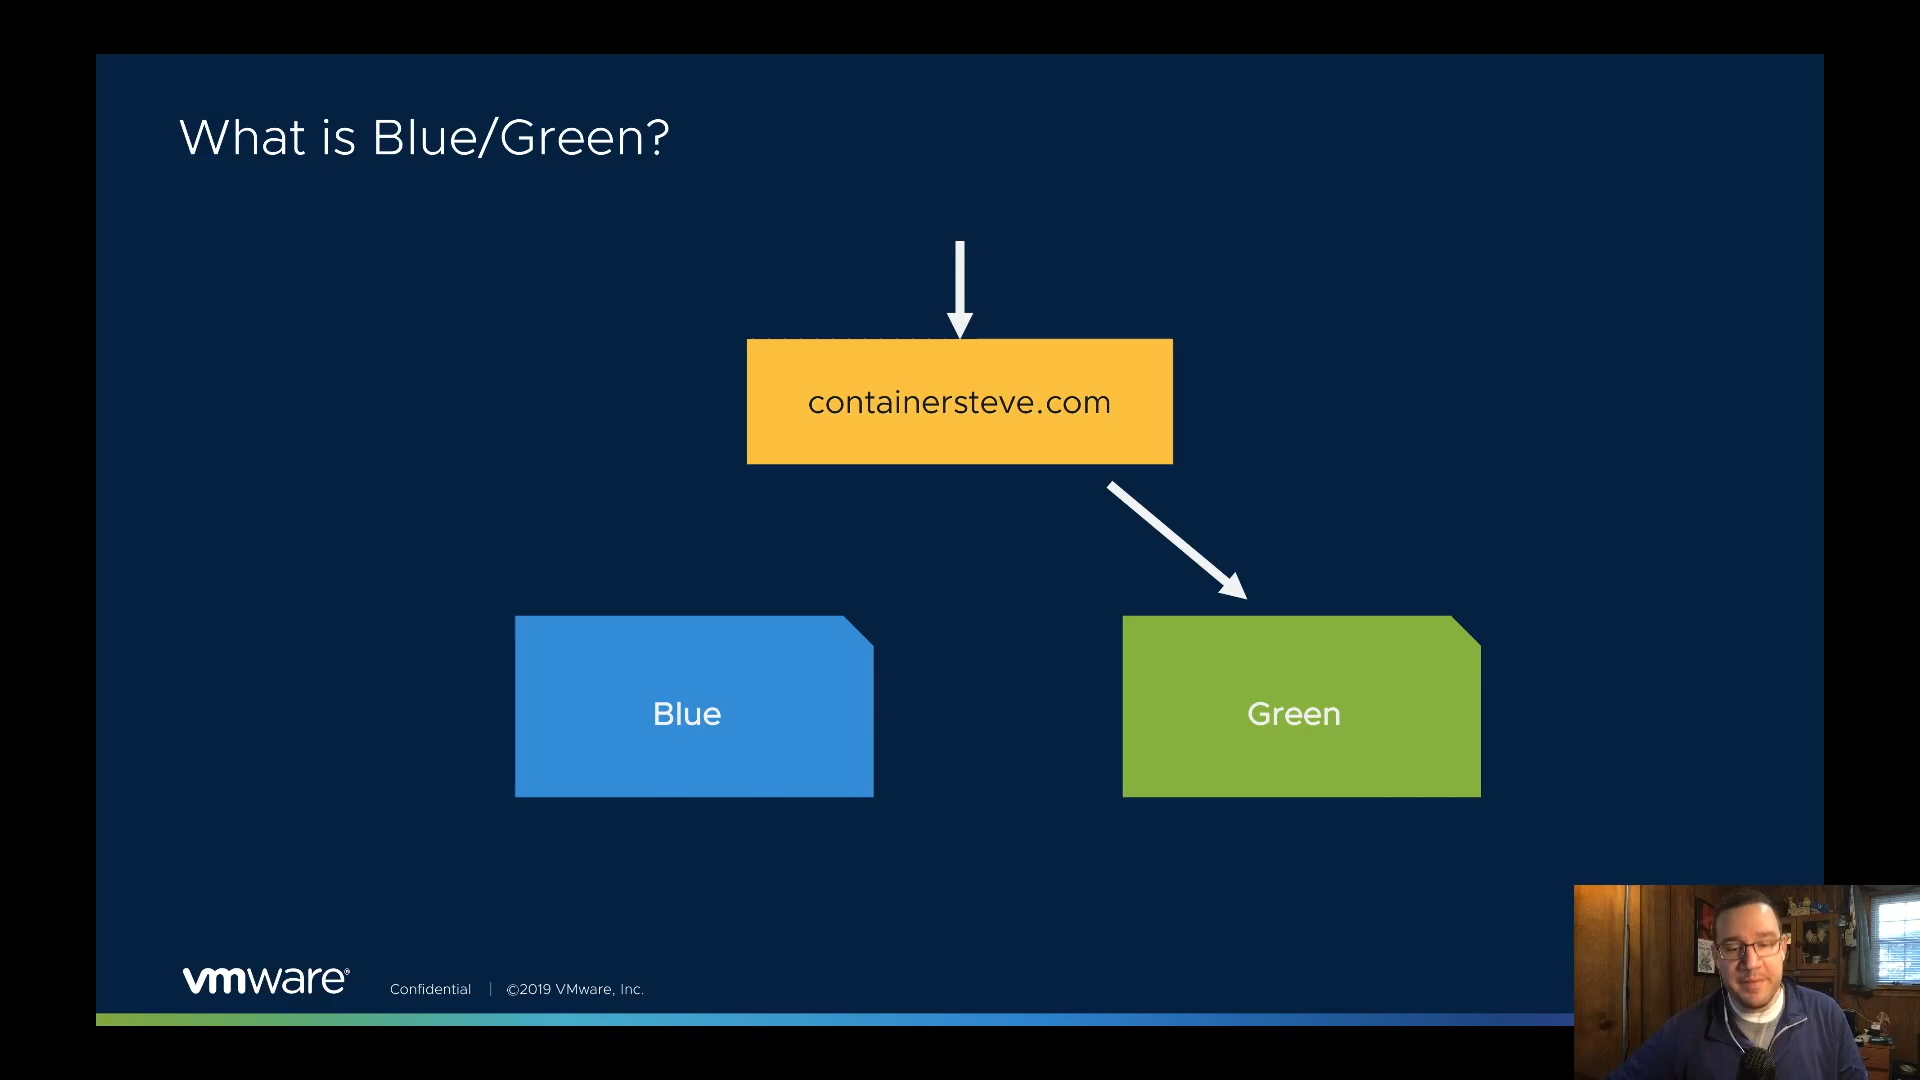 What is Blue/Green?
containersteve.com
Blue
Green
vmware®
Confidential | ©2019 VMware, Inc.